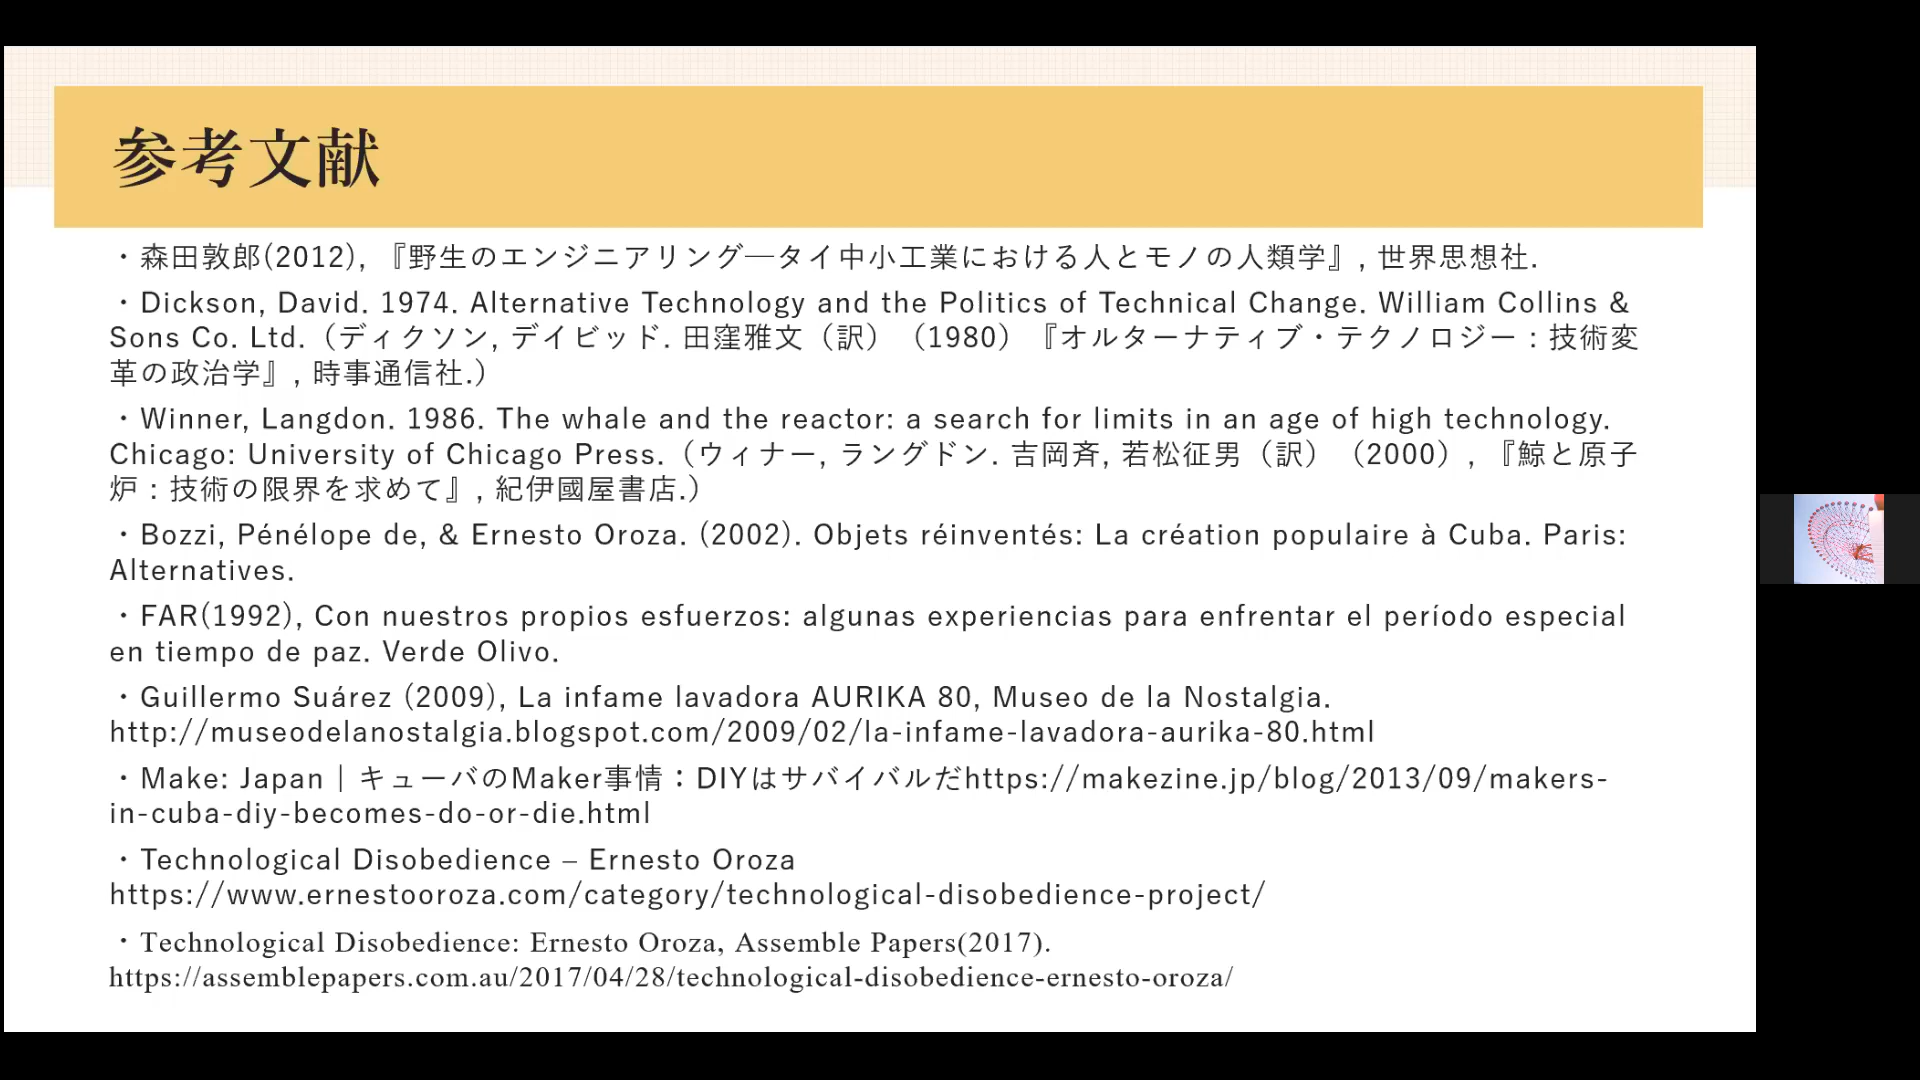 参考文献
・森田敦郎(2012), 『野生のエンジニアリング―タイ中小工業における人とモノの人類学』, 世界思想社.
・Dickson, David. 1974. Alternative Technology and the Politics of Technical Change. William Collins &
Sons Co. Ltd.（ディクソン, デイビッド. 田窪雅文（訳）（1980）『オルターナティブ・テクノロジー：技術変
革の政治学』, 時事通信社.）
・Winner, Langdon. 1986. The whale and the reactor: a search for limits in an age of high technology.
Chicago: University of Chicago Press.（ウィナー, ラングドン. 吉岡斉, 若松征男（訳）（2000）, 『鯨と原子
炉：技術の限界を求めて』, 紀伊國屋書店.）
・Bozzi, Pénélope de, & Ernesto Oroza. (2002). Objets réinventés: La création populaire à Cuba. Paris:
Alternatives.
・FAR(1992), Con nuestros propios esfuerzos: algunas experiencias para enfrentar el período especial
en tiempo de paz. Verde Olivo.
・Guillermo Suárez (2009), La infame lavadora AURIKA 80, Museo de la Nostalgia.
http://museodelanostalgia.blogspot.com/2009/02/la-infame-lavadora-aurika-80.html
・Make: Japan｜キューバのMaker事情：DIYはサバイバルだhttps://makezine.jp/blog/2013/09/makers-
in-cuba-diy-becomes-do-or-die.html
・Technological Disobedience – Ernesto Oroza
https://www.ernestooroza.com/category/technological-disobedience-project/
・Technological Disobedience: Ernesto Oroza, Assemble Papers(2017).
https://assemblepapers.com.au/2017/04/28/technological-disobedience-ernesto-oroza/